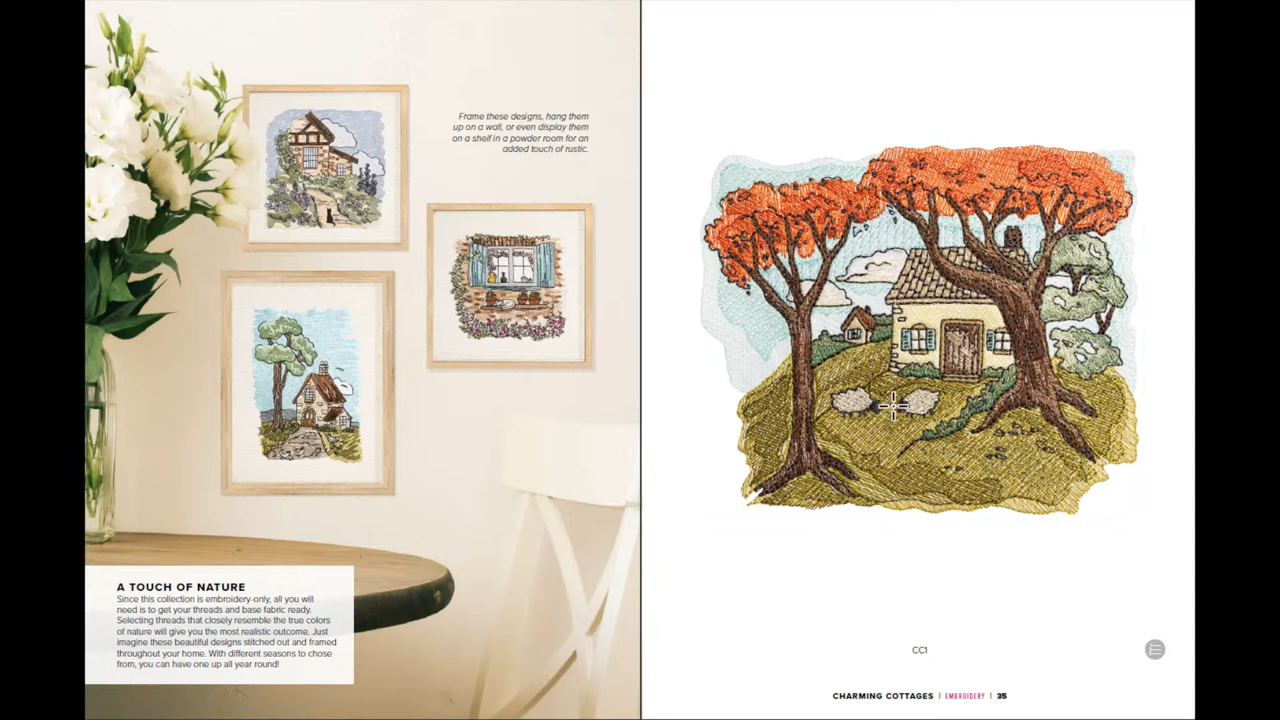 Frame these designs, hang them
up on a wall, or even display them
on a shelf in a powder room for an
added touch of rustic.
A TOUCH OF NATURE
Since this collection is embroidery-only, all you will
need is to get your threads and base fabric ready.
Selecting threads that closely resemble the true colors
of nature will give you the most realistic outcome. Just
imagine these beautiful designs stitched out and framed
throughout your home. With different seasons to chose
from, you can have one up all year round!
CC1
CHARMING COTTAGES | EMBROIDERY | 35